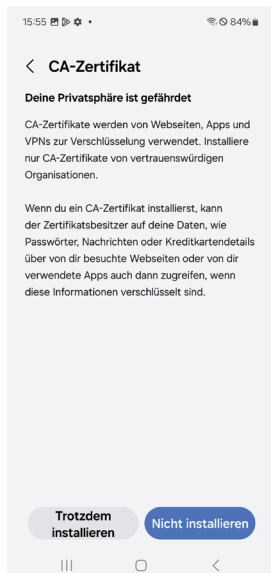 15:55
84%
CA-Zertifikat
Deine Privatsphäre ist gefährdet
CA-Zertifikate werden von Webseiten, Apps und
VPNs zur Verschlüsselung verwendet. Installiere
nur CA-Zertifikate von vertrauenswürdigen
Organisationen.
Wenn du ein CA-Zertifikat installierst, kann
der Zertifikatsbesitzer auf deine Daten, wie
Passwörter, Nachrichten oder Kreditkartendetails
über von dir besuchte Webseiten oder von dir
verwendete Apps auch dann zugreifen, wenn
diese Informationen verschlüsselt sind.
Trotzdem
installieren
Nicht installieren